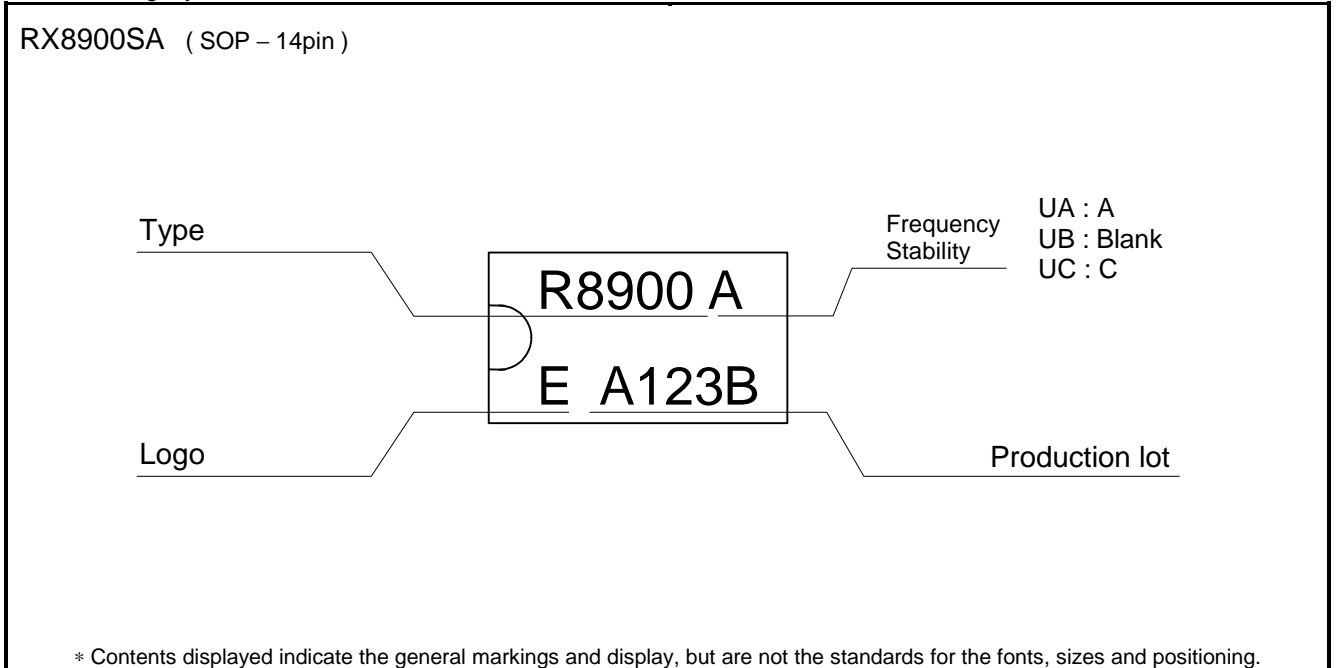 RX8900SA ( SOP – 14pin )
Type
Frequency
Stability
UA : A
UB : Blank
UC : C
R8900 A
E A123B
Logo
Production lot
* Contents displayed indicate the general markings and display, but are not the standards for the fonts, sizes and positioning.